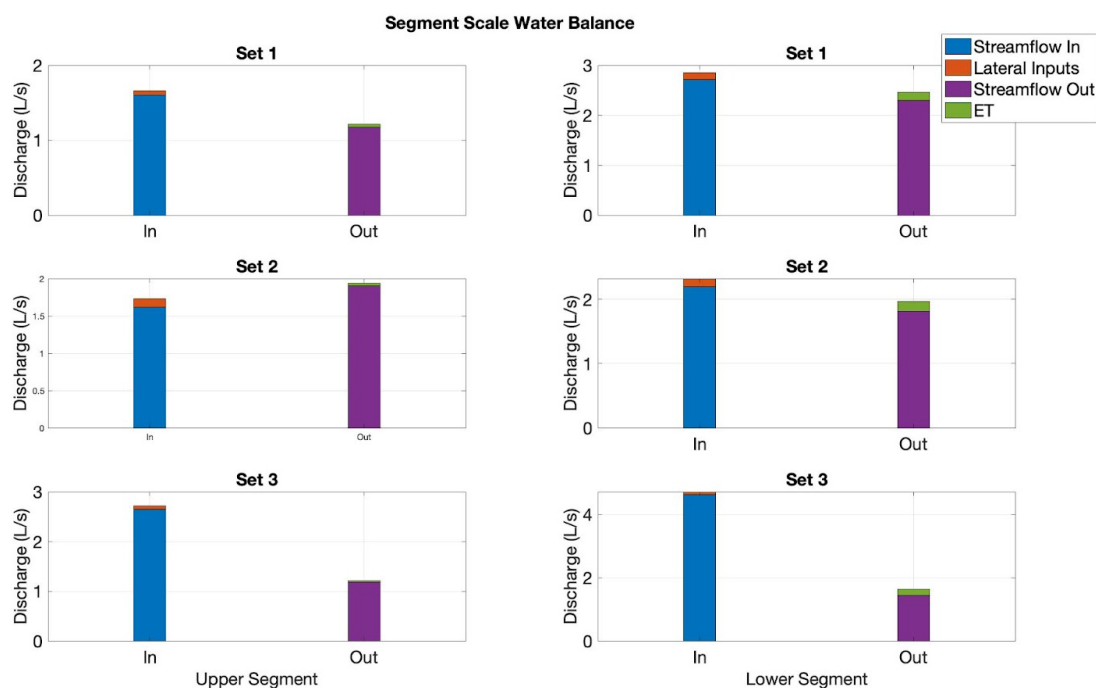 Segment Scale Water Balance
Set 1
2
1
0
Discharge (L/s)
In
Out
Set 1
3
2
1
0
Discharge (L/s)
In
Out
Streamflow In
Lateral Inputs
Streamflow Out
ET
Set 2
2
1.5
1
0.5
0
Discharge (L/s)
In
Out
Set 2
2
1
0
Discharge (L/s)
In
Out
Set 3
3
2
1
0
Discharge (L/s)
In
Out
Upper Segment
Set 3
4
2
0
Discharge (L/s)
In
Out
Lower Segment